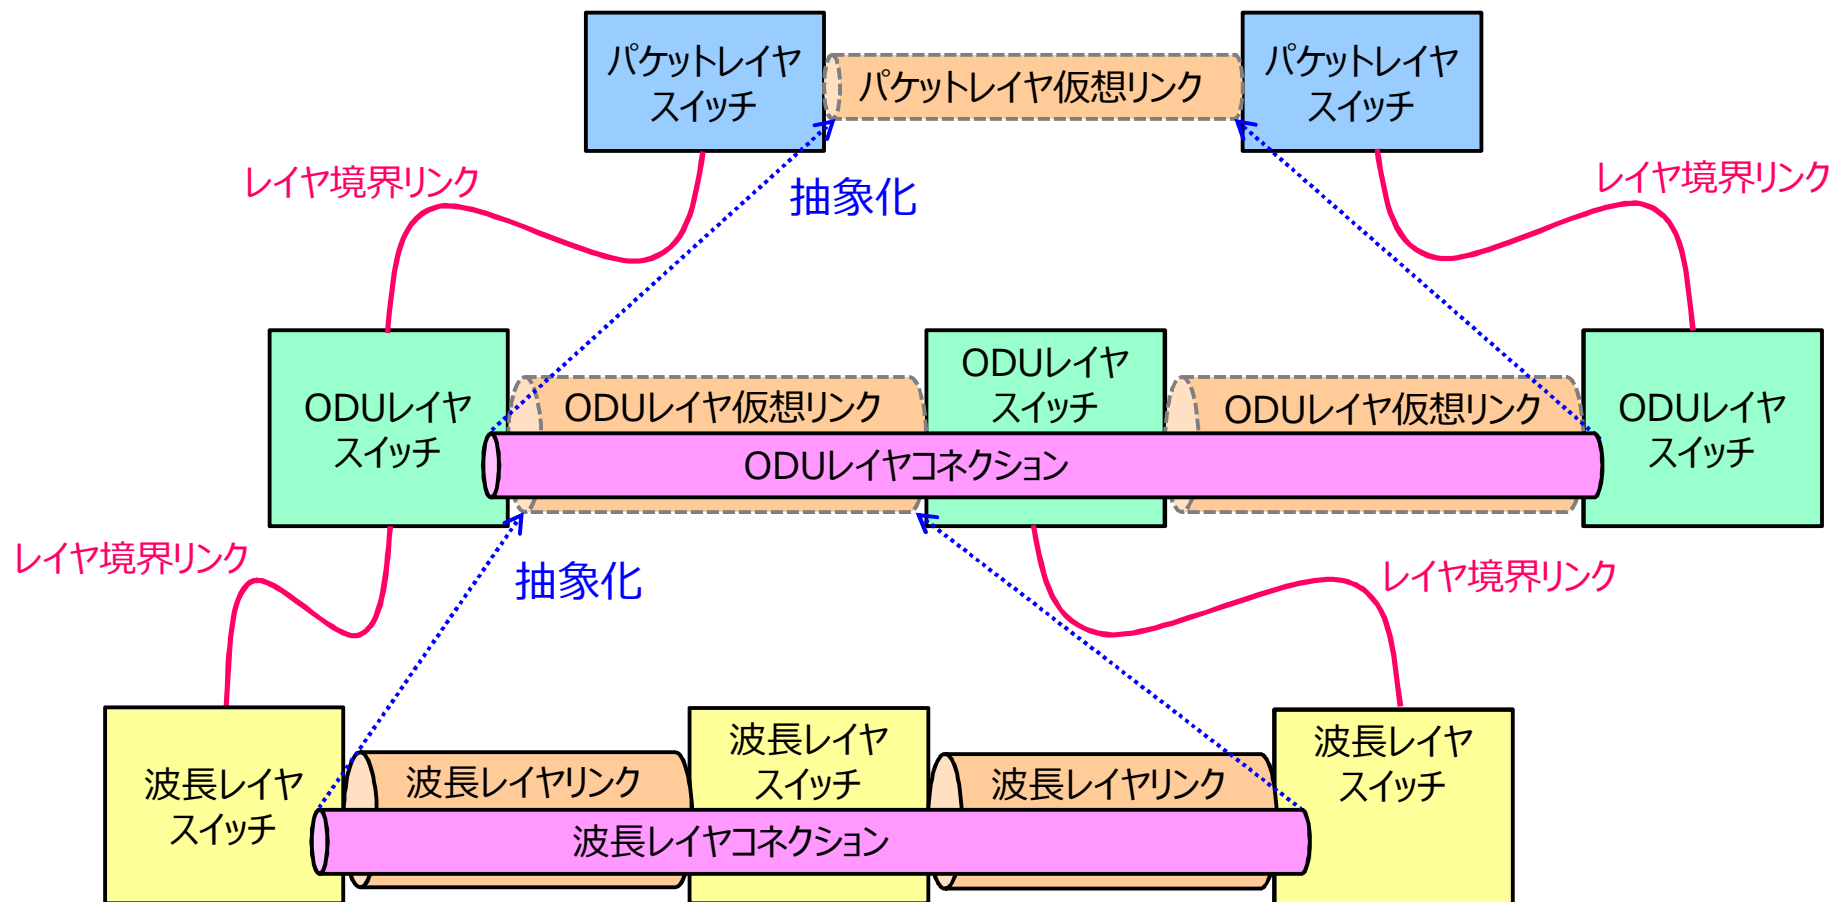 パケットレイヤ
スイッチ
パケットレイヤ仮想リンク
パケットレイヤ
スイッチ
レイヤ境界リンク
抽象化
レイヤ境界リンク
ODUレイヤ
スイッチ
ODUレイヤ仮想リンク
ODUレイヤ
スイッチ
ODUレイヤ仮想リンク
ODUレイヤ
スイッチ
ODUレイヤコネクション
レイヤ境界リンク
抽象化
レイヤ境界リンク
波長レイヤ
スイッチ
波長レイヤリンク
波長レイヤ
スイッチ
波長レイヤリンク
波長レイヤ
スイッチ
波長レイヤコネクション